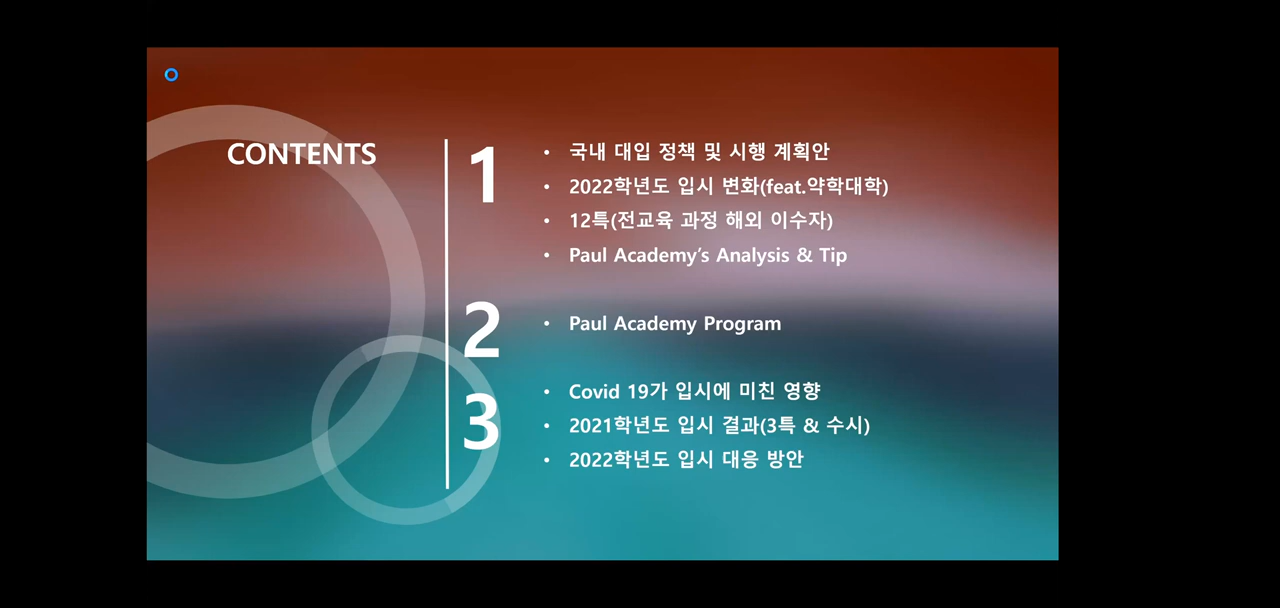 CONTENTS
1
국내 대입 정책 및 시행 계획안
2022학년도 입시 변화(feat.약학대학)
12특(전교육 과정 해외 이수자)
Paul Academy’s Analysis & Tip
2
Paul Academy Program
3
Covid 19가 입시에 미친 영향
2021학년도 입시 결과(3특 & 수시)
2022학년도 입시 대응 방안